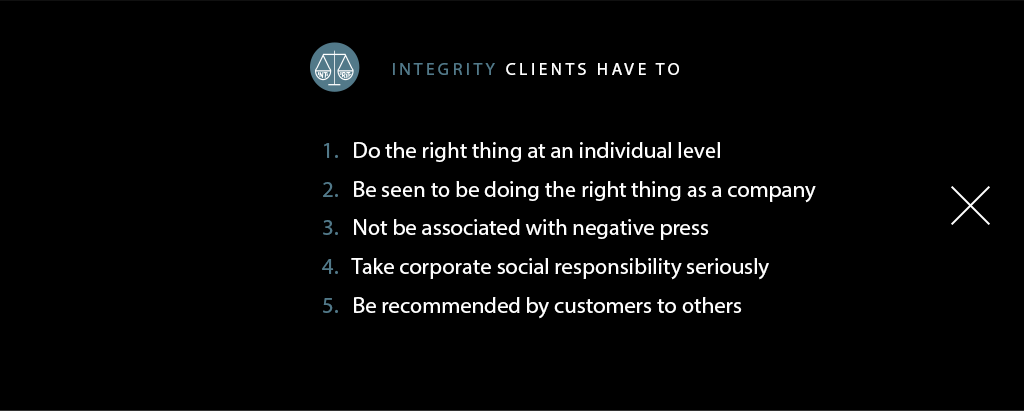 INTEGRITY CLIENTS HAVE TO
1. Do the right thing at an individual level
2. Be seen to be doing the right thing as a company
3. Not be associated with negative press
4. Take corporate social responsibility seriously
5. Be recommended by customers to others